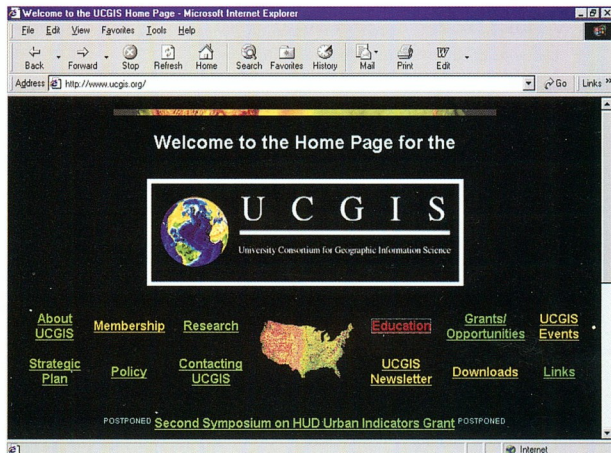 Welcome to the UCGIS Home Page - Microsoft Internet Explorer
File Edit View Favorites Tools Help
Back Forward Stop Refresh Home Search Favorites History Mail Print Edit
Address http://www.ucgis.org/ Go Links »
Welcome to the Home Page for the
UCGIS
University Consortium for Geographic Information Science
About UCGIS
Membership
Research
Education
Grants/Opportunities
UCGIS Events
Strategic Plan
Policy
Contacting UCGIS
UCGIS Newsletter
Downloads
Links
POSTPONED Second Symposium on HUD Urban Indicators Grant POSTPONED
Internet